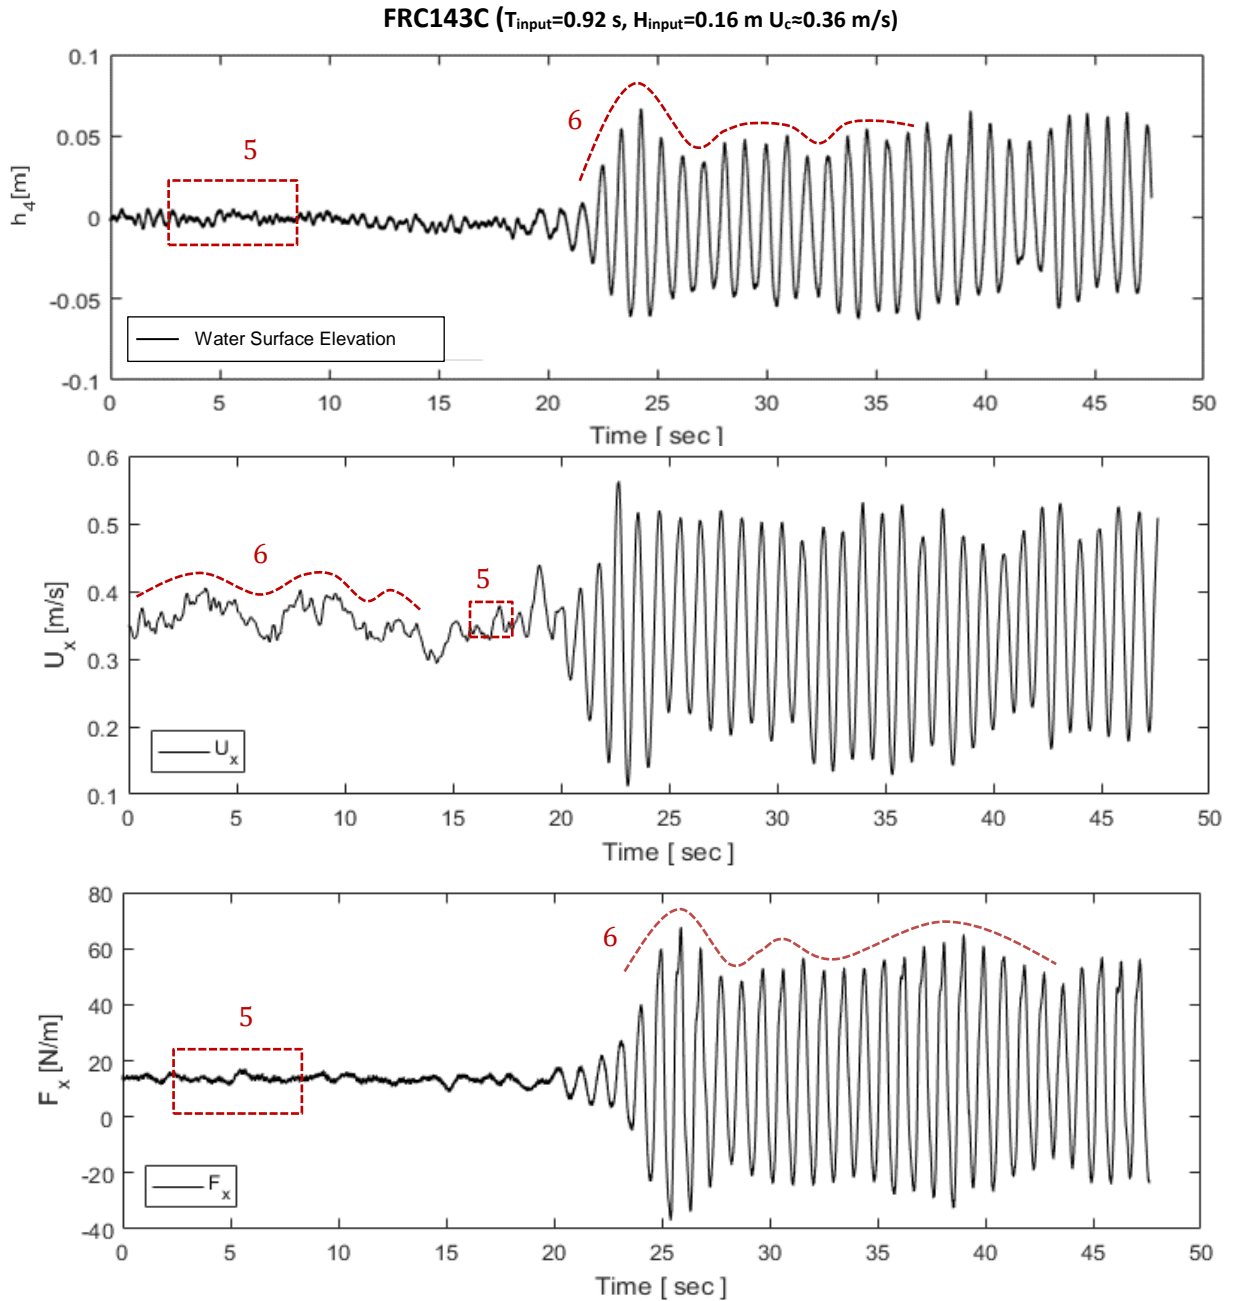 FRC143C (Tinput=0.92 s, Hinput=0.16 m Uc≈0.36 m/s)
0.1
6
5
0.05
h4[m]
0
-0.05
Water Surface Elevation
-0.1
0 5 10 15 20 25 30 35 40 45 50
Time [ sec ]
0.6
0.5
6
5
0.4
Ux [m/s]
0.3
0.2
Ux
0.1
0 5 10 15 20 25 30 35 40 45 50
Time [ sec ]
80
6
60
40
5
Fx [N/m]
20
0
-20
Fx
-40
0 5 10 15 20 25 30 35 40 45 50
Time [ sec ]